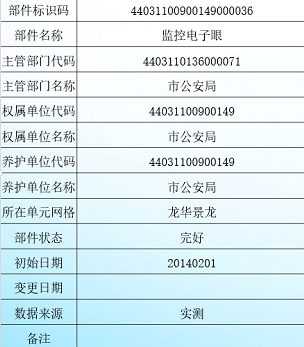 部件标识码 44031100900149000036
部件名称 监控电子眼
主管部门代码 4403110136000071
主管部门名称 市公安局
权属单位代码 44031100900149
权属单位名称 市公安局
养护单位代码 44031100900149
养护单位名称 市公安局
所在单元网格 龙华景龙
部件状态 完好
初始日期 20140201
变更日期
数据来源 实测
备注